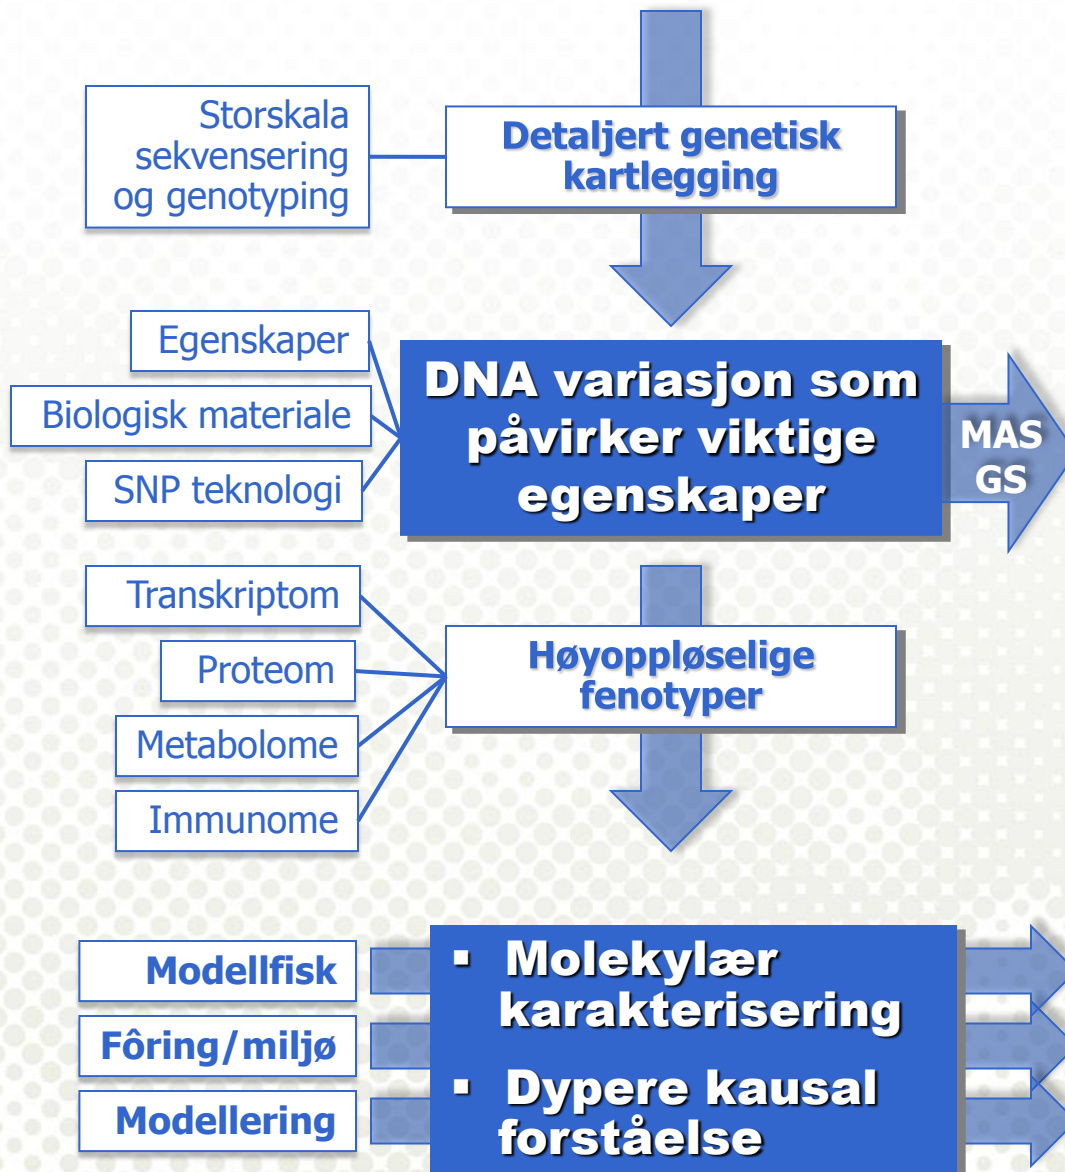 Storskala
sekvensering
og genotyping
Detaljert genetisk
kartlegging
Egenskaper
Biologisk materiale
SNP teknologi
DNA variasjon som
påvirker viktige
egenskaper
MAS
GS
Transkriptom
Proteom
Metabolome
Immunome
Høyoppløselige
fenotyper
Modellfisk
Fôring/miljø
Modellering
▪ Molekylær
karakterisering
▪ Dypere kausal
forståelse